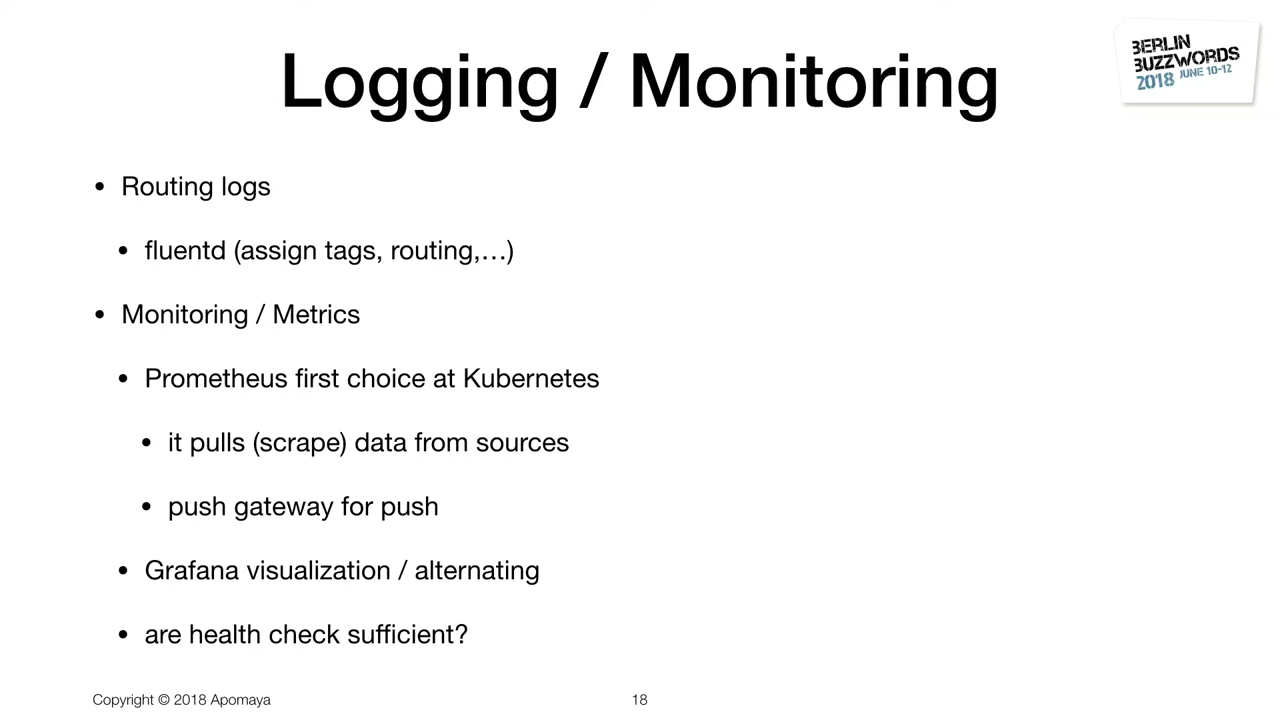 Logging / Monitoring
BERLIN
BUZZWORDS
2018 JUNE 10-12
• Routing logs
• fluentd (assign tags, routing,…)
• Monitoring / Metrics
• Prometheus first choice at Kubernetes
• it pulls (scrape) data from sources
• push gateway for push
• Grafana visualization / alternating
• are health check sufficient?
Copyright © 2018 Apomaya
18